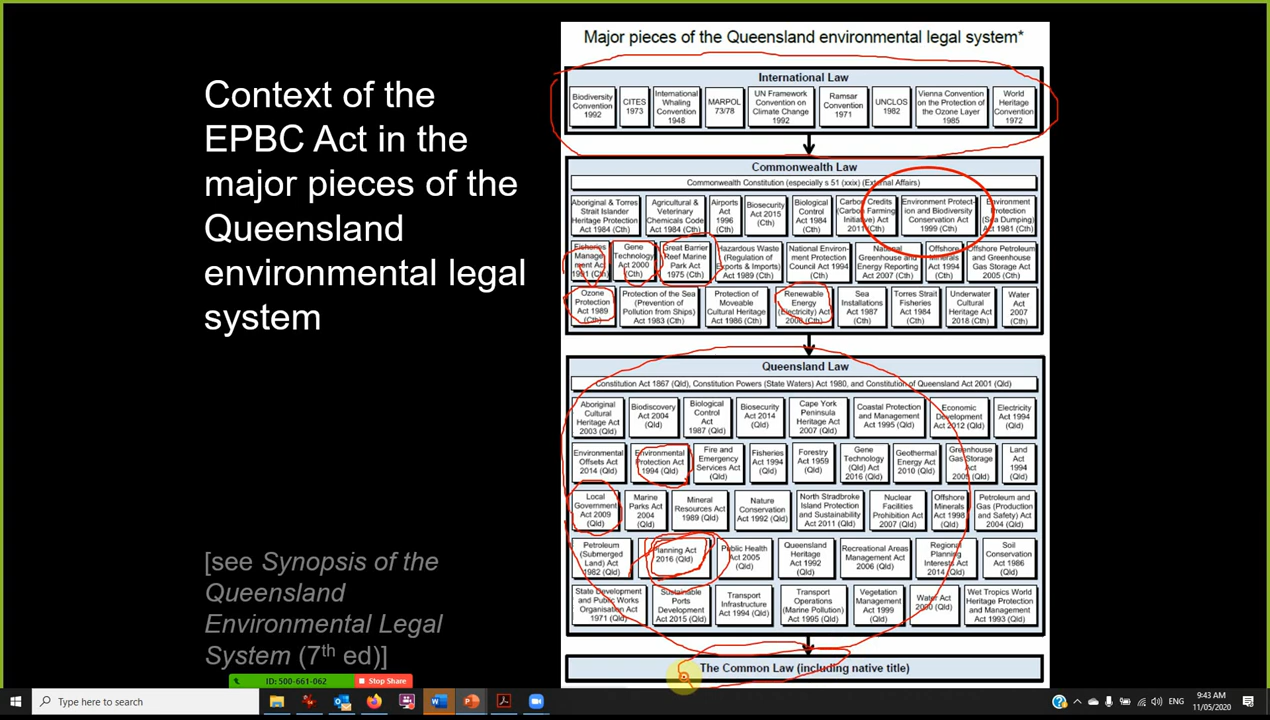 Context of the
EPBC Act in the
major pieces of the
Queensland
environmental legal
system
[see Synopsis of the
Queensland
Environmental Legal
System (7th ed)]
Major pieces of the Queensland environmental legal system*
International Law
Biodiversity
Convention
1992
CITES
1973
International
Whaling
Convention
1948
MARPOL
73/78
UN Framework
Convention on
Climate Change
1992
Ramsar
Convention
1971
UNCLOS
1982
Vienna Convention
on the Protection of
the Ozone Layer
1985
World
Heritage
Convention
1972
Commonwealth Law
Commonwealth Constitution (especially s 51 (xxix) (External Affairs)
Aboriginal & Torres
Strait Islander
Heritage Protection
Act 1984 (Cth)
Agricultural &
Veterinary
Chemicals Code
Act 1984 (Cth)
Airports
Act
1996
(Cth)
Biosecurity
Act 2015
(Cth)
Biological
Control
Act 1984
(Cth)
Carbon Credits
(Carbon Farming
Initiative) Act
2011 (Cth)
Environment Protect-
ion and Biodiversity
Conservation Act
1999 (Cth)
Environment
Protection
(Sea Dumping)
Act 1981 (Cth)
Fisheries
Manage-
ment Act
(Cth)
Gene
Technology
Act 2000
(Cth)
Great Barrier
Reef Marine
Park Act
1975 (Cth)
Hazardous Waste
(Regulation of
Exports & Imports)
Act 1989 (Cth)
National Environ-
ment Protection
Council Act 1994
(Cth)
National
Greenhouse and
Energy Reporting
Act 2007 (Cth)
Offshore
Minerals
Act 1994
(Cth)
Offshore Petroleum
and Greenhouse
Gas Storage Act
2005 (Cth)
Ozone
Protection
Act 1989
(Cth)
Protection of the Sea
(Prevention of
Pollution from Ships)
Act 1983 (Cth)
Protection of
Moveable
Cultural Heritage
Act 1986 (Cth)
Renewable
Energy
(Electricity) Act
(Cth)
Sea
Installations
Act 1987
(Cth)
Torres Strait
Fisheries
Act 1984
(Cth)
Underwater
Cultural
Heritage Act
2018 (Cth)
Water
Act
2007
(Cth)
Queensland Law
Constitution Act 1867 (Qld), Constitution Powers (State Waters) Act 1980, and Constitution of Queensland Act 2001 (Qld)
Aboriginal
Cultural
Heritage Act
2003 (Qld)
Biodiscovery
Act 2004
(Qld)
Biological
Control
Act
1987 (Qld)
Biosecurity
Act 2014
(Qld)
Cape York
Peninsula
Heritage Act
2007 (Qld)
Coastal Protection
and Management
Act 1995 (Qld)
Economic
Development
Act 2012 (Qld)
Electricity
Act 1994
(Qld)
Environmental
Offsets Act
2014 (Qld)
Environmental
Protection Act
1994 (Qld)
Fire and
Emergency
Services Act
(Qld)
Fisheries
Act 1994
(Qld)
Forestry
Act 1959
(Qld)
Gene
Technology
(Qld) Act
2016 (Qld)
Geothermal
Energy Act
2010 (Qld)
Greenhouse
Gas Storage
Act
(Qld)
Land
Act
1994
(Qld)
Local
Government
Act 2009
(Qld)
Marine
Parks Act
2004
(Qld)
Mineral
Resources Act
1989 (Qld)
Nature
Conservation
Act 1992 (Qld)
North Stradbroke
Island Protection
and Sustainability
Act 2011 (Qld)
Nuclear
Facilities
Prohibition Act
2007 (Qld)
Offshore
Minerals
Act 1998
(Qld)
Petroleum and
Gas (Production
and Safety) Act
2004 (Qld)
Petroleum
(Submerged
Land) Act
1982 (Qld)
Planning Act
2016 (Qld)
Public Health
Act 2005
(Qld)
Queensland
Heritage
Act 1992
(Qld)
Recreational Areas
Management Act
2006 (Qld)
Regional
Planning
Interests Act
2014 (Qld)
Soil
Conservation
Act 1986
(Qld)
State Development
and Public Works
Organisation Act
1971 (Qld)
Sustainable
Ports
Development
Act 2015 (Qld)
Transport
Infrastructure
Act 1994 (Qld)
Transport
Operations
(Marine Pollution)
Act 1995 (Qld)
Vegetation
Management
Act 1999
(Qld)
Water Act
2000 (Qld)
Wet Tropics World
Heritage Protection
and Management
Act 1993 (Qld)
The Common Law (including native title)
ID: 500-661-062
Stop Share
Type here to search
ENG
9:43 AM
11/05/2020